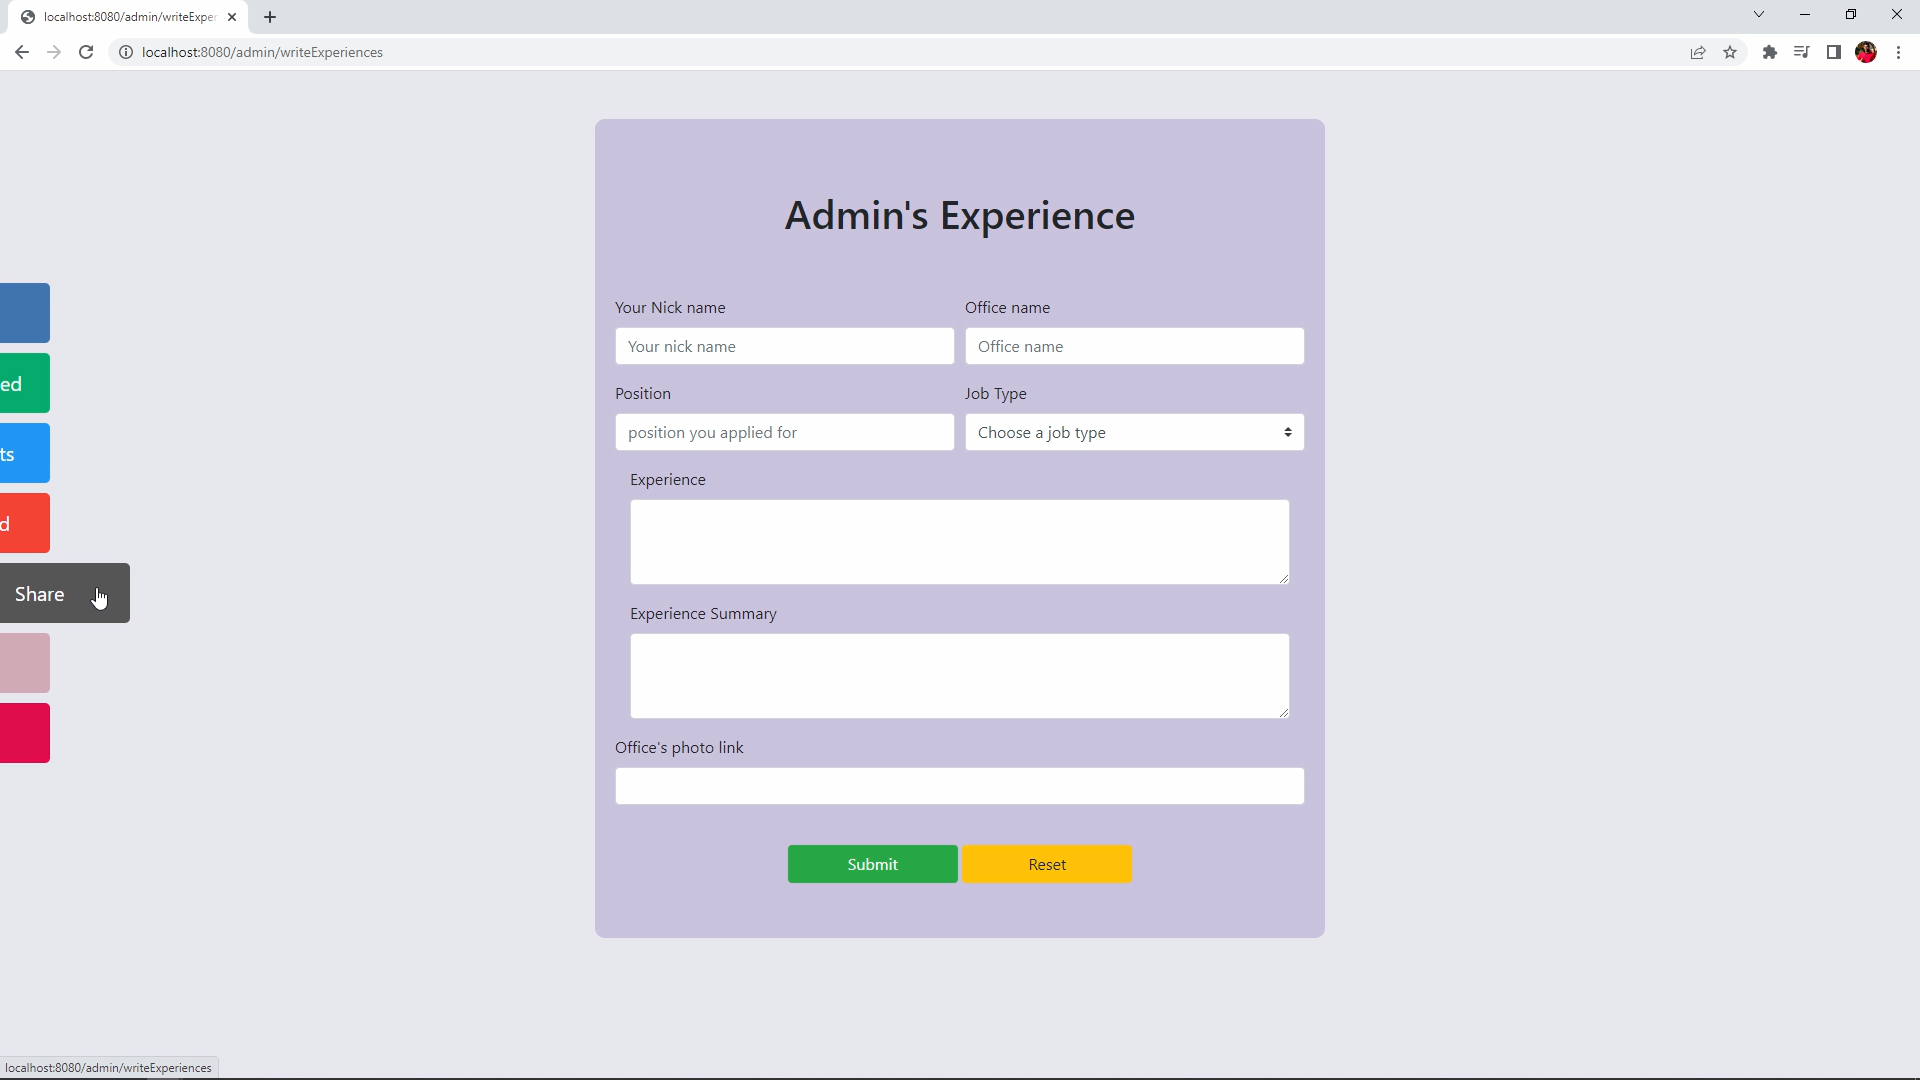 localhost:8080/admin/writeExper
localhost:8080/admin/writeExperiences
Admin's Experience
Your Nick name
Office name
Your nick name
Office name
Position
Job Type
position you applied for
Choose a job type
Experience
Experience Summary
Office's photo link
Submit
Reset
ed
ts
d
Share
localhost:8080/admin/writeExperiences